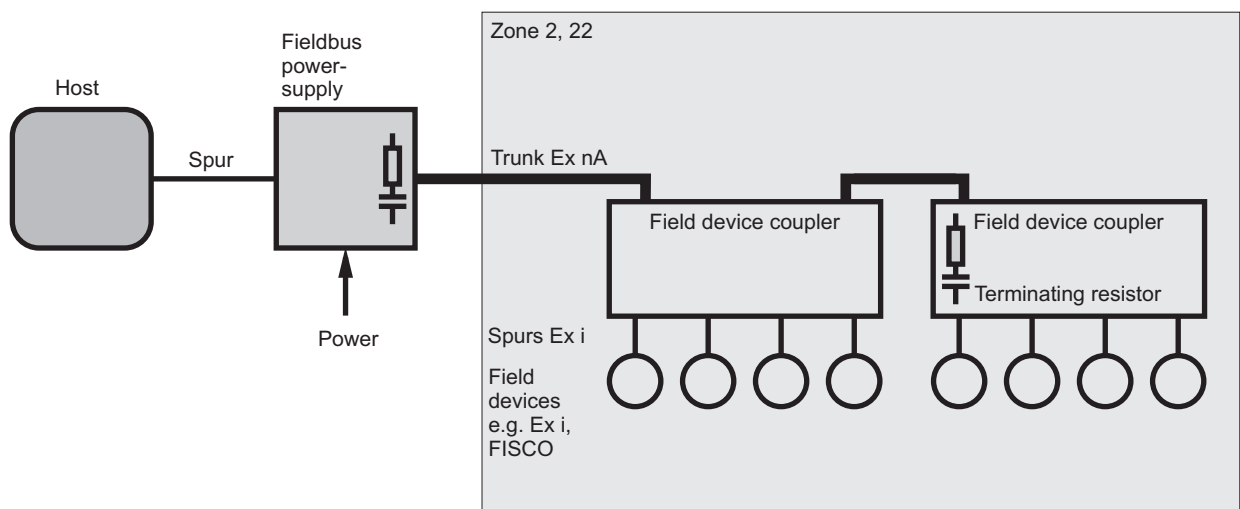 Zone 2, 22
Fieldbus
power-
supply
Host
Spur
Trunk Ex nA
Field device coupler
Field device coupler
Terminating resistor
Power
Spurs Ex i
Field
devices
e.g. Ex i,
FISCO